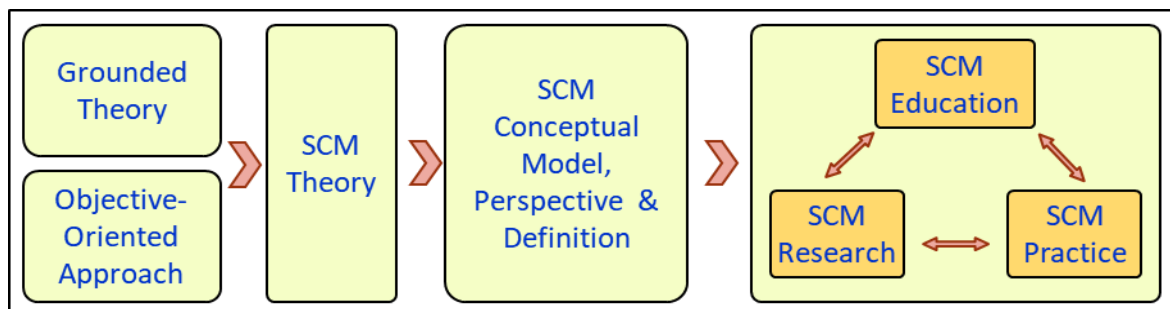 Grounded
Theory
Objective-
Oriented
Approach
SCM
Theory
SCM
Conceptual
Model,
Perspective &
Definition
SCM
Education
SCM
Research
SCM
Practice